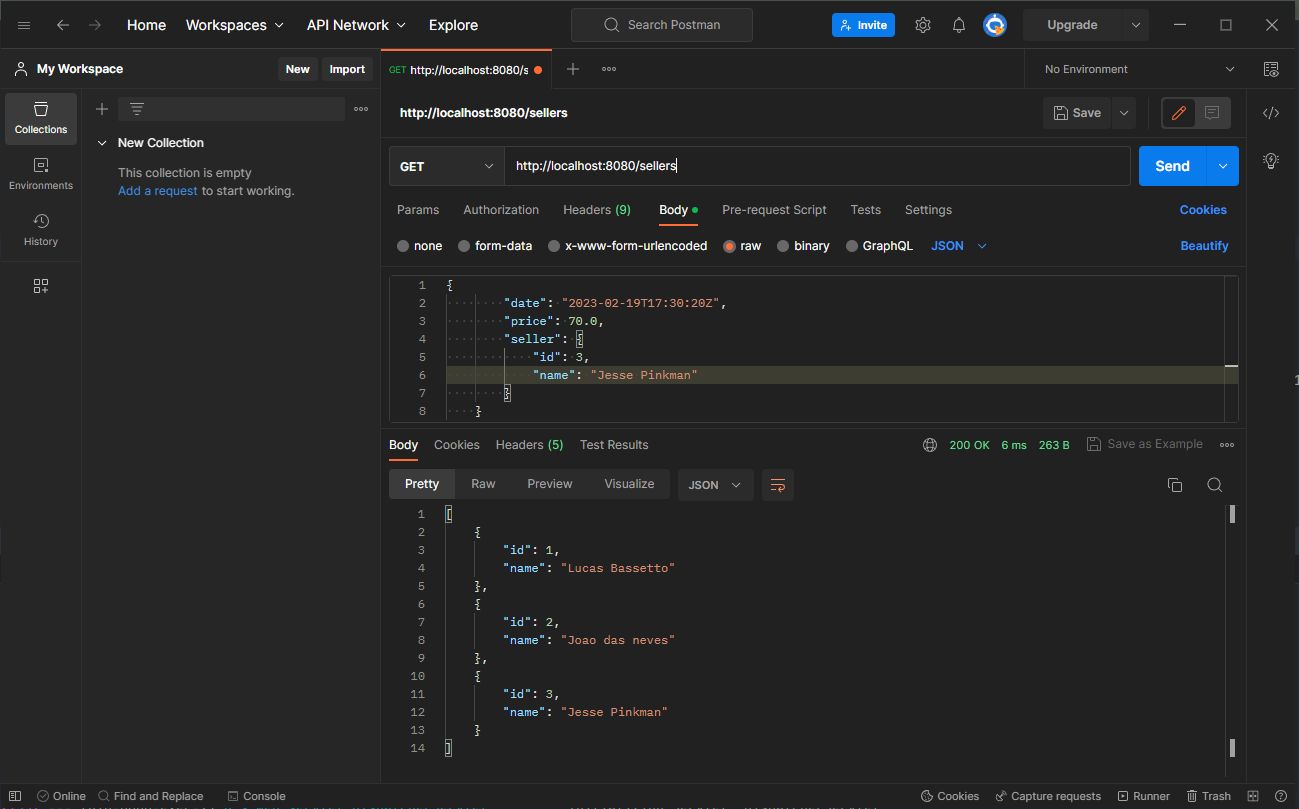 Home Workspaces API Network Explore Search Postman Invite Upgrade
My Workspace New Import GET http://localhost:8080/s No Environment
http://localhost:8080/sellers Save
Collections
New Collection
This collection is empty
Add a request to start working.
Environments
History
GET http://localhost:8080/sellers Send
Params Authorization Headers (9) Body Pre-request Script Tests Settings Cookies
none form-data x-www-form-urlencoded raw binary GraphQL JSON Beautify
1 {
2 "date": "2023-02-19T17:30:20Z",
3 "price": 70.0,
4 "seller": {
5 "id": 3,
6 "name": "Jesse Pinkman"
7 }
8 }
Body Cookies Headers (5) Test Results 200 OK 6 ms 263 B Save as Example
Pretty Raw Preview Visualize JSON
1 [
2 {
3 "id": 1,
4 "name": "Lucas Bassetto"
5 },
6 {
7 "id": 2,
8 "name": "Joao das neves"
9 },
10 {
11 "id": 3,
12 "name": "Jesse Pinkman"
13 }
14 ]
Online Find and Replace Console Cookies Capture requests Runner Trash